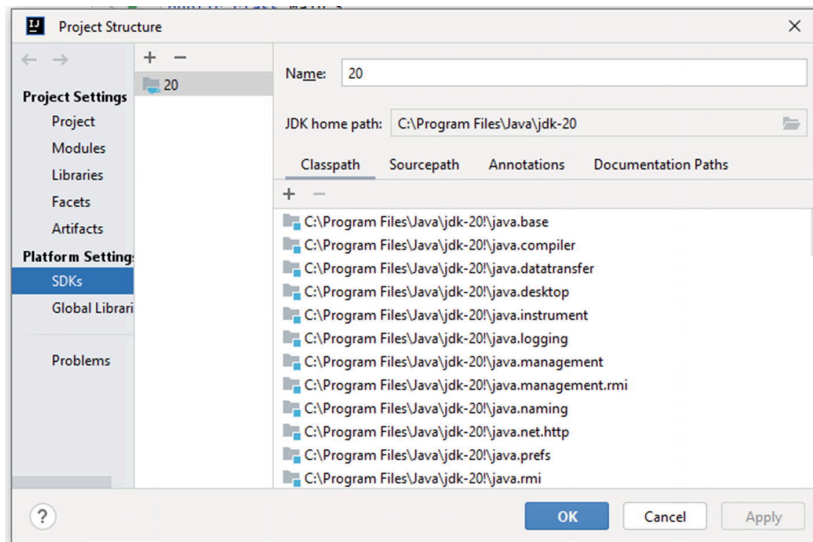 Project Structure
Project Settings
Project
Modules
Libraries
Facets
Artifacts
Platform Setting
SDKs
Global Librari
Problems
20
Name: 20
JDK home path: C:\Program Files\Java\jdk-20
Classpath Sourcepath Annotations Documentation Paths
C:\Program Files\Java\jdk-20!\java.base
C:\Program Files\Java\jdk-20!\java.compiler
C:\Program Files\Java\jdk-20!\java.datatransfer
C:\Program Files\Java\jdk-20!\java.desktop
C:\Program Files\Java\jdk-20!\java.instrument
C:\Program Files\Java\jdk-20!\java.logging
C:\Program Files\Java\jdk-20!\java.management
C:\Program Files\Java\jdk-20!\java.management.rmi
C:\Program Files\Java\jdk-20!\java.naming
C:\Program Files\Java\jdk-20!\java.net.http
C:\Program Files\Java\jdk-20!\java.prefs
C:\Program Files\Java\jdk-20!\java.rmi
? OK Cancel Apply